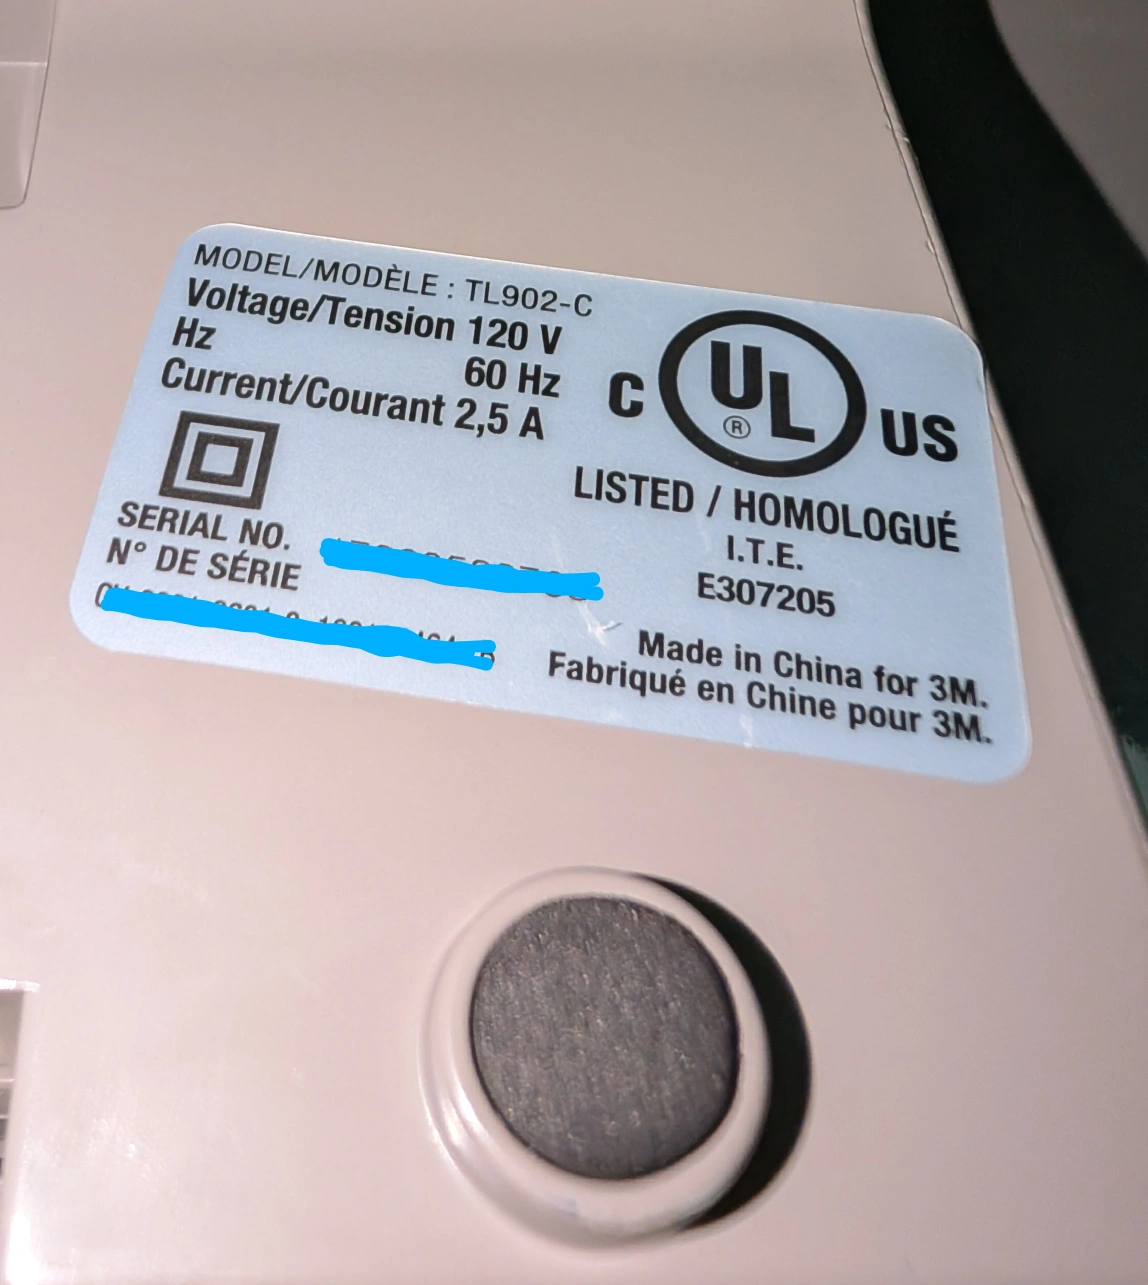 MODEL/MODÈLE : TL902-C
Voltage/Tension 120 V
Hz 60 Hz
Current/Courant 2,5 A
C UL ® US
LISTED / HOMOLOGUÉ
I.T.E.
E307205
SERIAL NO.
N° DE SÉRIE
Made in China for 3M.
Fabriqué en Chine pour 3M.